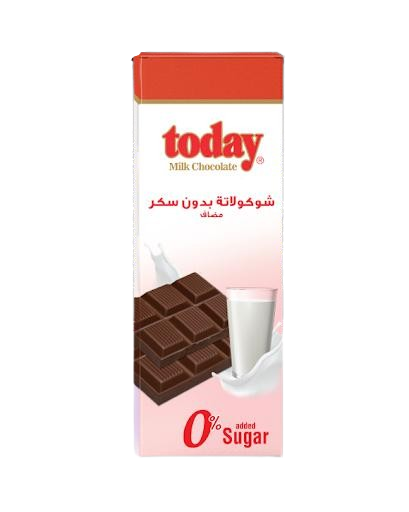 today®
Milk Chocolate
شوكولاتة بدون سكر
مضاف
0% added
Sugar